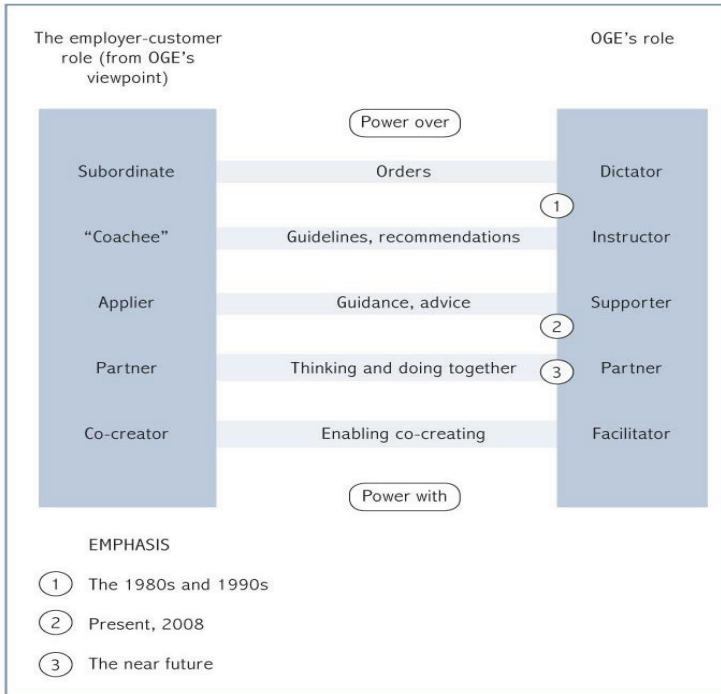 The employer-customer
role (from OGE's
viewpoint)
OGE's role
Power over
Subordinate Orders Dictator
1
"Coachee" Guidelines, recommendations Instructor
Applier Guidance, advice Supporter
2
Partner Thinking and doing together 3 Partner
Co-creator Enabling co-creating Facilitator
Power with
EMPHASIS
1 The 1980s and 1990s
2 Present, 2008
3 The near future